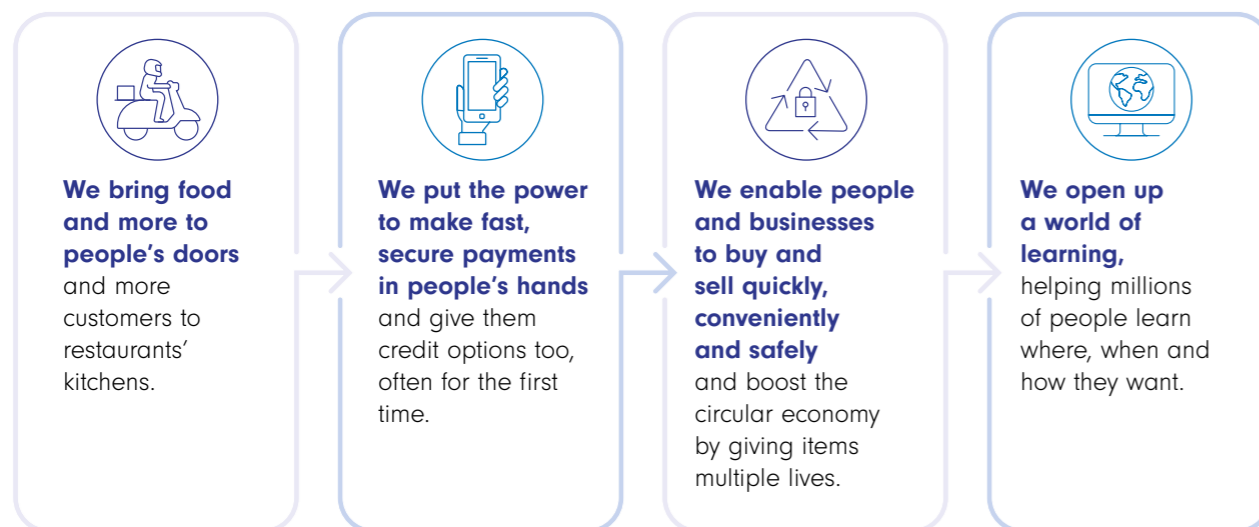 We bring food
and more to
people’s doors
and more
customers to
restaurants’
kitchens.
We put the power
to make fast,
secure payments
in people’s hands
and give them
credit options too,
often for the first
time.
We enable people
and businesses
to buy and
sell quickly,
conveniently
and safely
and boost the
circular economy
by giving items
multiple lives.
We open up
a world of
learning,
helping millions
of people learn
where, when and
how they want.